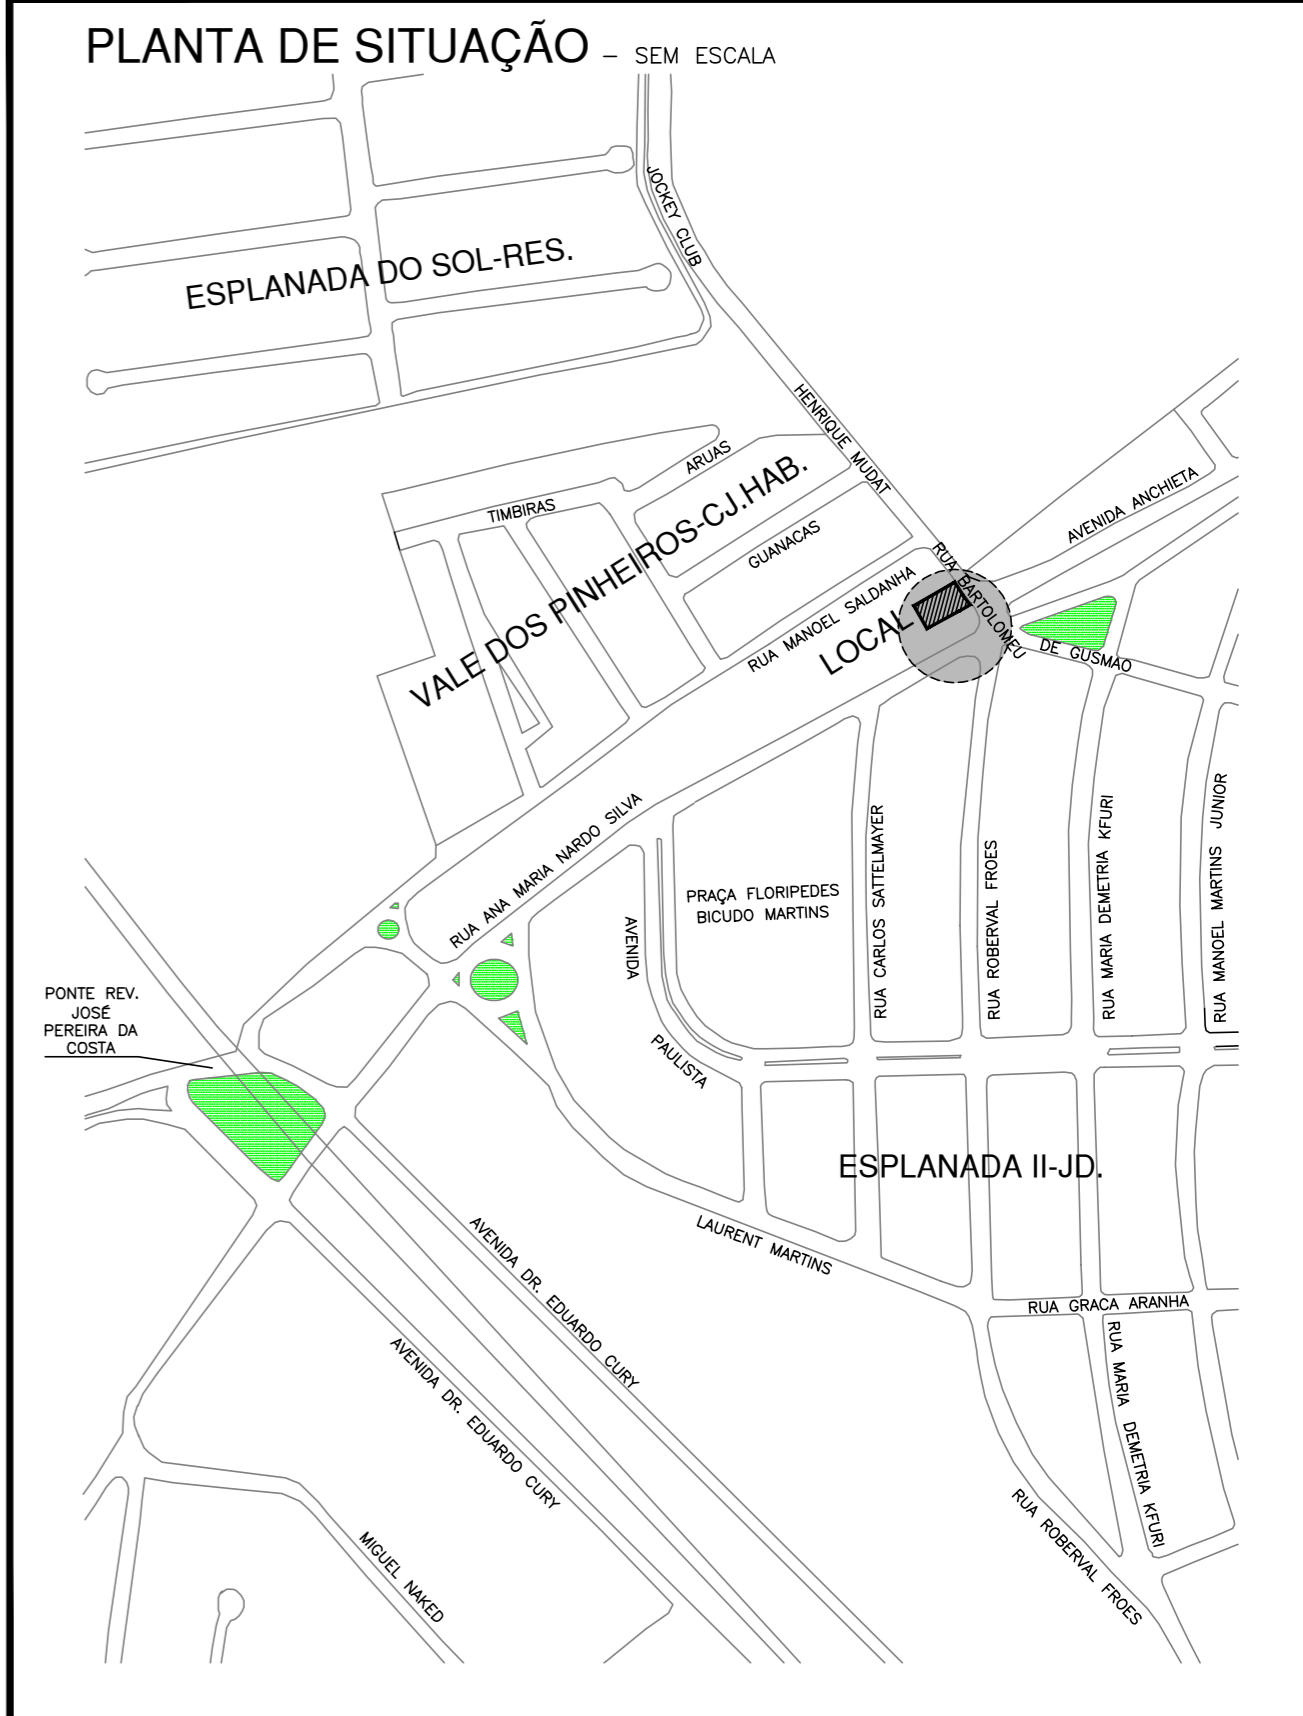 PLANTA DE SITUAÇÃO – SEM ESCALA
JOCKEY CLUB
ESPLANADA DO SOL-RES.
HENRIQUE MUDAT
ARUAS
TIMBIRAS
VALE DOS PINHEIROS-CJ.HAB.
GUANACAS
AVENIDA ANCHIETA
RUA MANOEL SALDANHA
LOCAL
RUA BARTOLOMEU
DE GUSMAO
RUA ANA MARIA NARDO SILVA
PRAÇA FLORIPEDES
BICUDO MARTINS
RUA CARLOS SATTELMAYER
RUA ROBERVAL FROES
RUA MARIA DEMETRIA KFURI
RUA MANOEL MARTINS JUNIOR
AVENIDA
PAULISTA
PONTE REV.
JOSÉ
PEREIRA DA
COSTA
ESPLANADA II-JD.
LAURENT MARTINS
AVENIDA DR. EDUARDO CURY
AVENIDA DR. EDUARDO CURY
RUA GRACA ARANHA
RUA MARIA DEMETRIA KFURI
RUA ROBERVAL FROES
MIGUEL NAKED